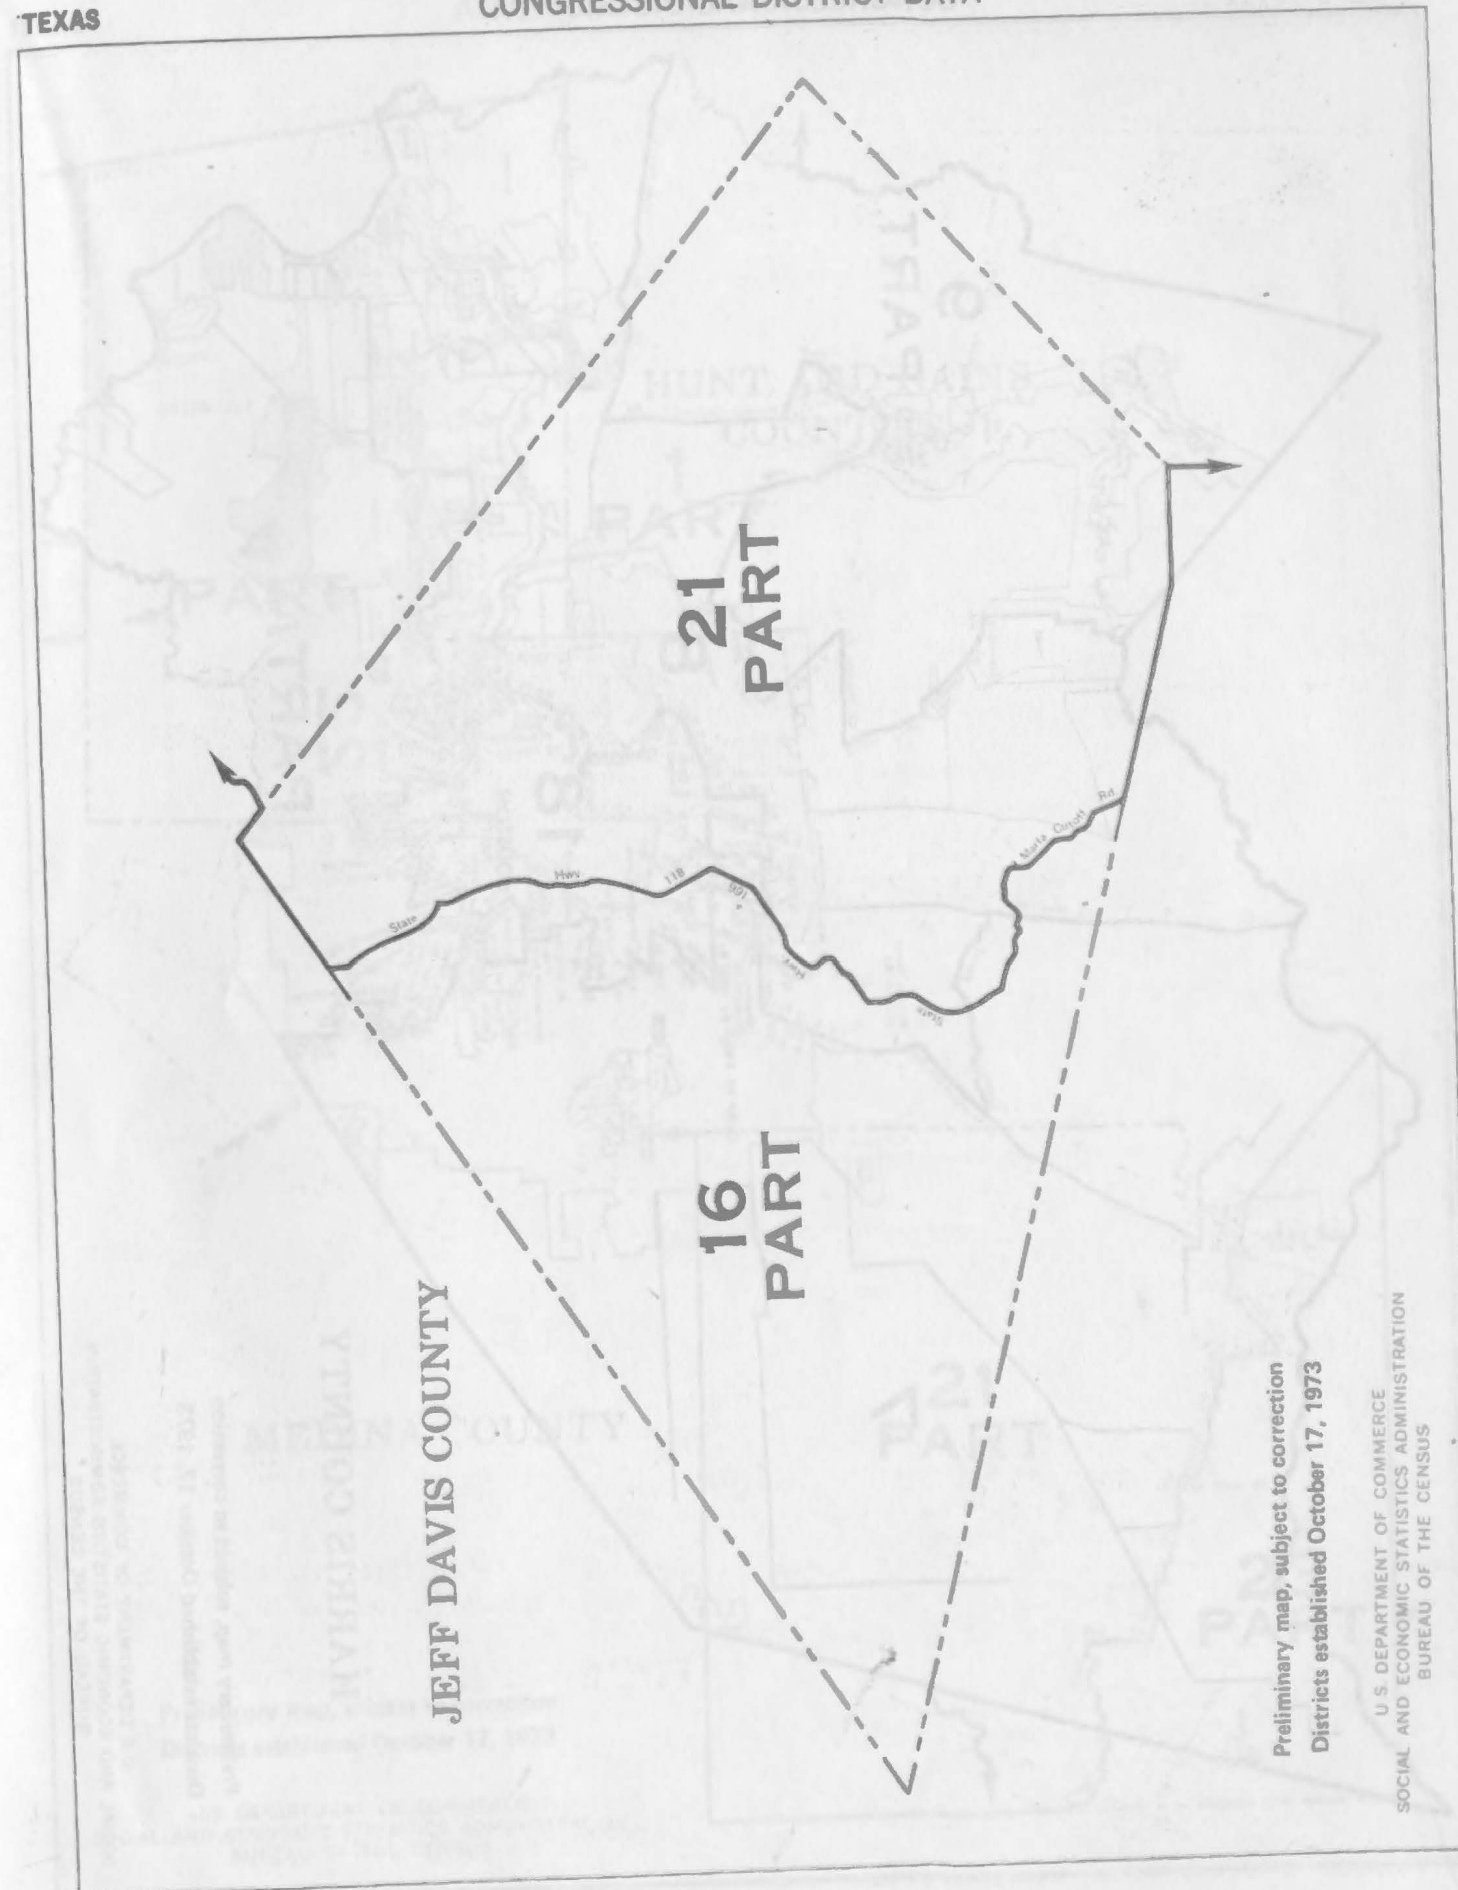 TEXAS
CONGRESSIONAL DISTRICT DATA
JEFF DAVIS COUNTY
16
PART
21
PART
State
Hwy
118
166
Hwy
State
Marfa Cutoff Rd
Preliminary map, subject to correction
Districts established October 17, 1973
U.S. DEPARTMENT OF COMMERCE
SOCIAL AND ECONOMIC STATISTICS ADMINISTRATION
BUREAU OF THE CENSUS